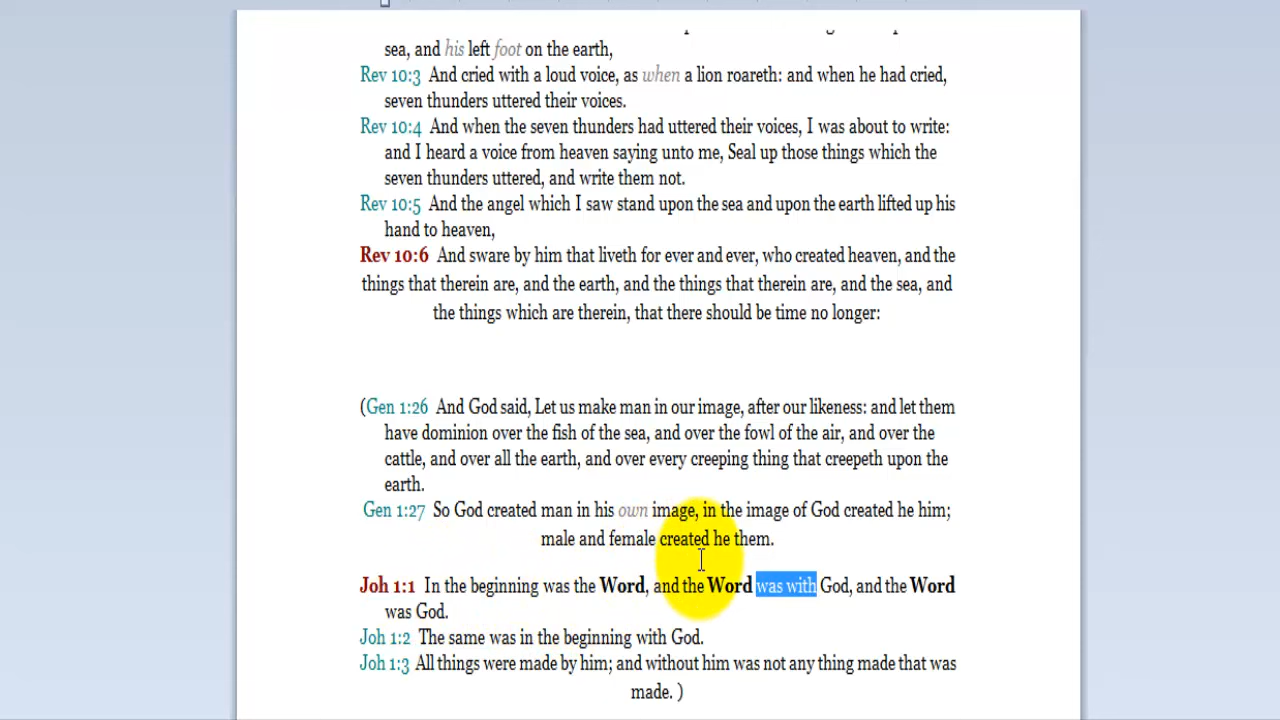 sea, and his left foot on the earth,
Rev 10:3 And cried with a loud voice, as when a lion roareth: and when he had cried,
seven thunders uttered their voices.
Rev 10:4 And when the seven thunders had uttered their voices, I was about to write:
and I heard a voice from heaven saying unto me, Seal up those things which the
seven thunders uttered, and write them not.
Rev 10:5 And the angel which I saw stand upon the sea and upon the earth lifted up his
hand to heaven,
Rev 10:6 And sware by him that liveth for ever and ever, who created heaven, and the
things that therein are, and the earth, and the things that therein are, and the sea, and
the things which are therein, that there should be time no longer:
(Gen 1:26 And God said, Let us make man in our image, after our likeness: and let them
have dominion over the fish of the sea, and over the fowl of the air, and over the
cattle, and over all the earth, and over every creeping thing that creepeth upon the
earth.
Gen 1:27 So God created man in his own image, in the image of God created he him;
male and female created he them.
Joh 1:1 In the beginning was the Word, and the Word was with God, and the Word
was God.
Joh 1:2 The same was in the beginning with God.
Joh 1:3 All things were made by him; and without him was not any thing made that was
made. )